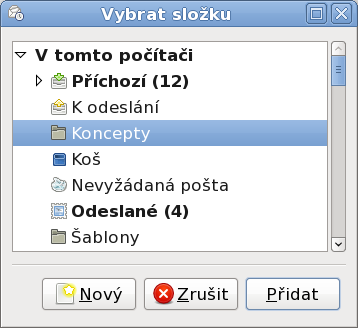 Vybrat složku
V tomto počítači
Příchozí (12)
K odeslání
Koncepty
Koš
Nevyžádaná pošta
Odeslané (4)
Šablony
Nový
Zrušit
Přidat